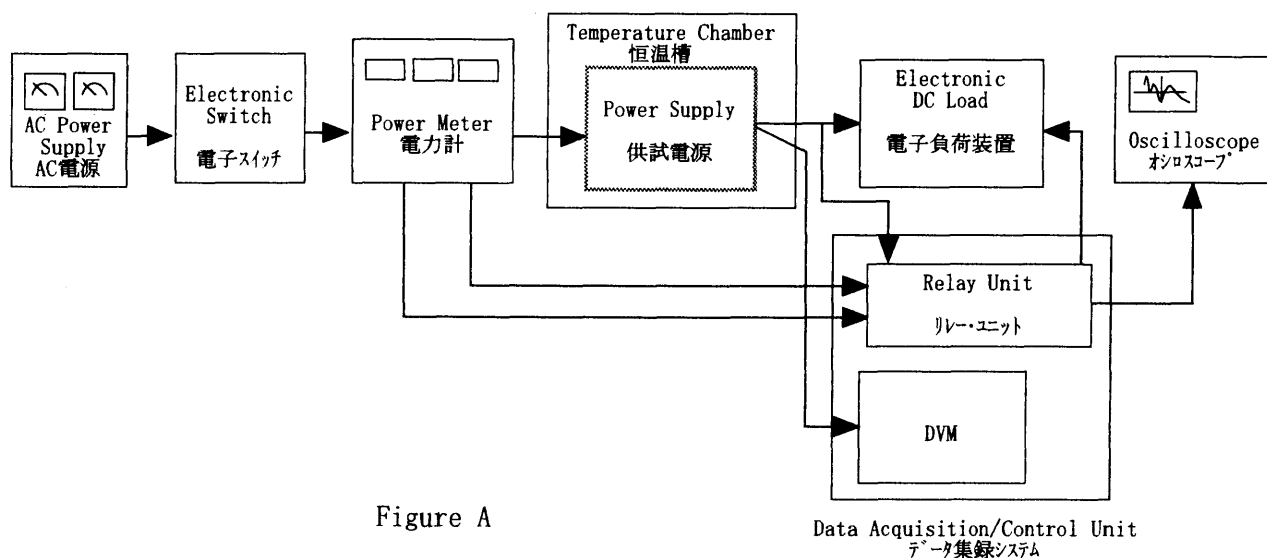 AC Power
Supply
AC電源
Electronic
Switch
電子スイッチ
Power Meter
電力計
Temperature Chamber
恒温槽
Power Supply
供試電源
Electronic
DC Load
電子負荷装置
Oscilloscope
オシロスコープ
Relay Unit
リレー・ユニット
DVM
Figure A
Data Acquisition/Control Unit
データ集録システム